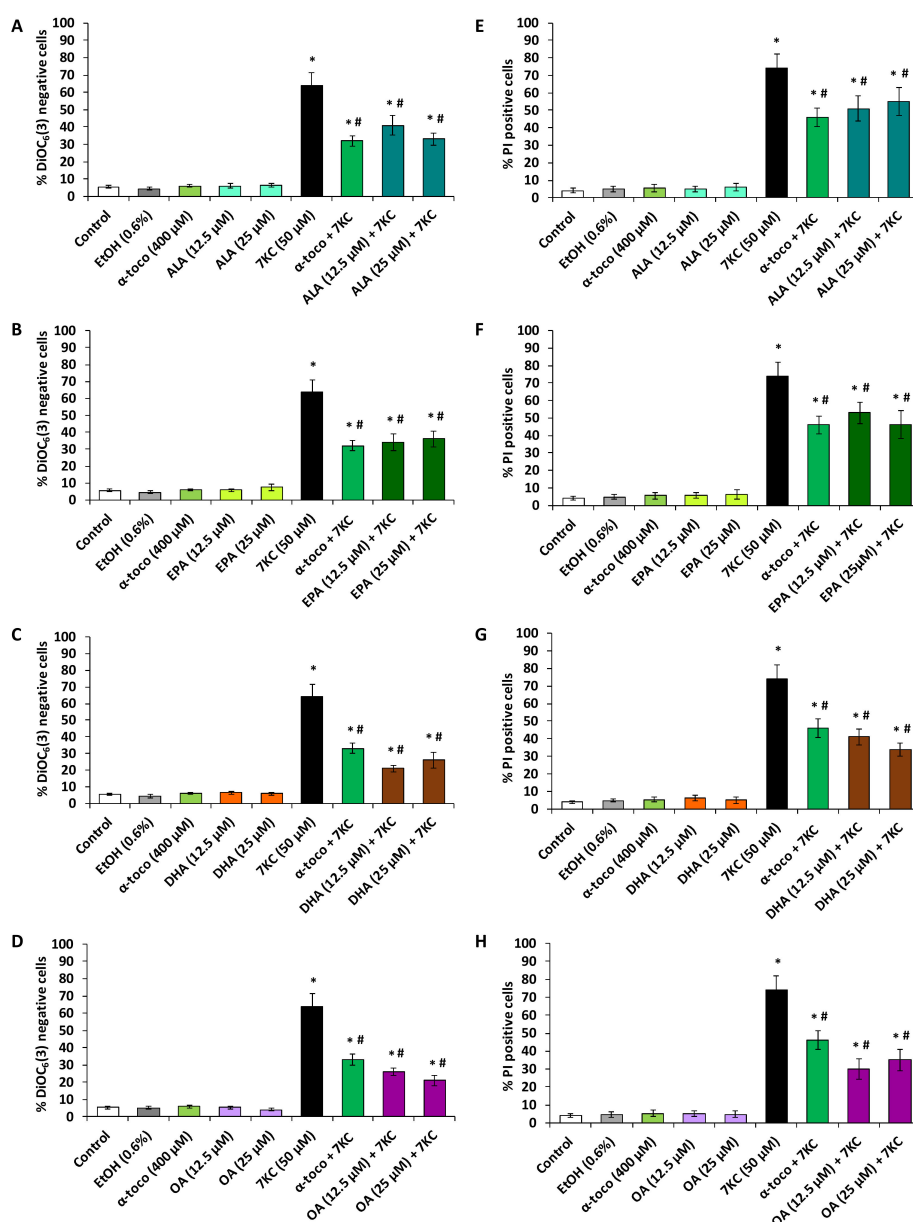 A
% DiOC6(3) negative cells
100
90
80
70
60
50
40
30
20
10
0
*
* #
* #
* #
Control
EtOH (0.6%)
α-toco (400 µM)
ALA (12.5 µM)
ALA (25 µM)
7KC (50 µM)
α-toco + 7KC
ALA (12.5 µM) + 7KC
ALA (25 µM) + 7KC
E
% PI positive cells
100
90
80
70
60
50
40
30
20
10
0
*
* #
* #
* #
Control
EtOH (0.6%)
α-toco (400 µM)
ALA (12.5 µM)
ALA (25 µM)
7KC (50 µM)
α-toco + 7KC
ALA (12.5 µM) + 7KC
ALA (25 µM) + 7KC
B
% DiOC6(3) negative cells
100
90
80
70
60
50
40
30
20
10
0
*
* #
* #
* #
Control
EtOH (0.6%)
α-toco (400 µM)
EPA (12.5 µM)
EPA (25 µM)
7KC (50 µM)
α-toco + 7KC
EPA (12.5 µM) + 7KC
EPA (25 µM) + 7KC
F
% PI positive cells
100
90
80
70
60
50
40
30
20
10
0
*
* #
* #
* #
Control
EtOH (0.6%)
α-toco (400 µM)
EPA (12.5 µM)
EPA (25 µM)
7KC (50 µM)
α-toco + 7KC
EPA (12.5 µM) + 7KC
EPA (25µM) + 7KC
C
% DiOC6(3) negative cells
100
90
80
70
60
50
40
30
20
10
0
*
* #
* #
* #
Control
EtOH (0.6%)
α-toco (400 µM)
DHA (12.5 µM)
DHA (25 µM)
7KC (50 µM)
α-toco + 7KC
DHA (12.5 µM) + 7KC
DHA (25 µM) + 7KC
G
% PI positive cells
100
90
80
70
60
50
40
30
20
10
0
*
* #
* #
* #
Control
EtOH (0.6%)
α-toco (400 µM)
DHA (12.5 µM)
DHA (25 µM)
7KC (50 µM)
α-toco + 7KC
DHA (12.5 µM) + 7KC
DHA (25 µM) + 7KC
D
% DiOC6(3) negative cells
100
90
80
70
60
50
40
30
20
10
0
*
* #
* #
* #
Control
EtOH (0.6%)
α-toco (400 µM)
OA (12.5 µM)
OA (25 µM)
7KC (50 µM)
α-toco + 7KC
OA (12.5 µM) + 7KC
OA (25 µM) + 7KC
H
% PI positive cells
100
90
80
70
60
50
40
30
20
10
0
*
* #
* #
* #
Control
EtOH (0.6%)
α-toco (400 µM)
OA (12.5 µM)
OA (25 µM)
7KC (50 µM)
α-toco + 7KC
OA (12.5 µM) + 7KC
OA (25 µM) + 7KC